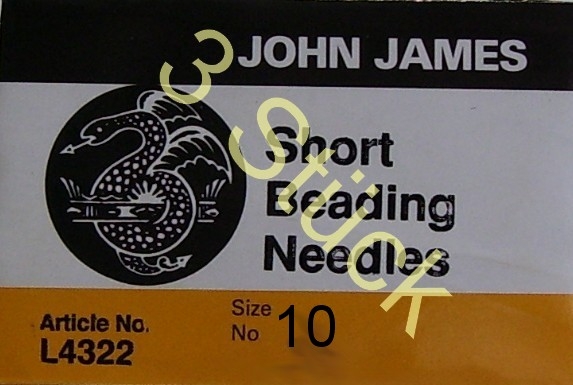 JOHN JAMES
3 Stück
Short
Beading
Needles
Article No.
L4322
Size
No 10